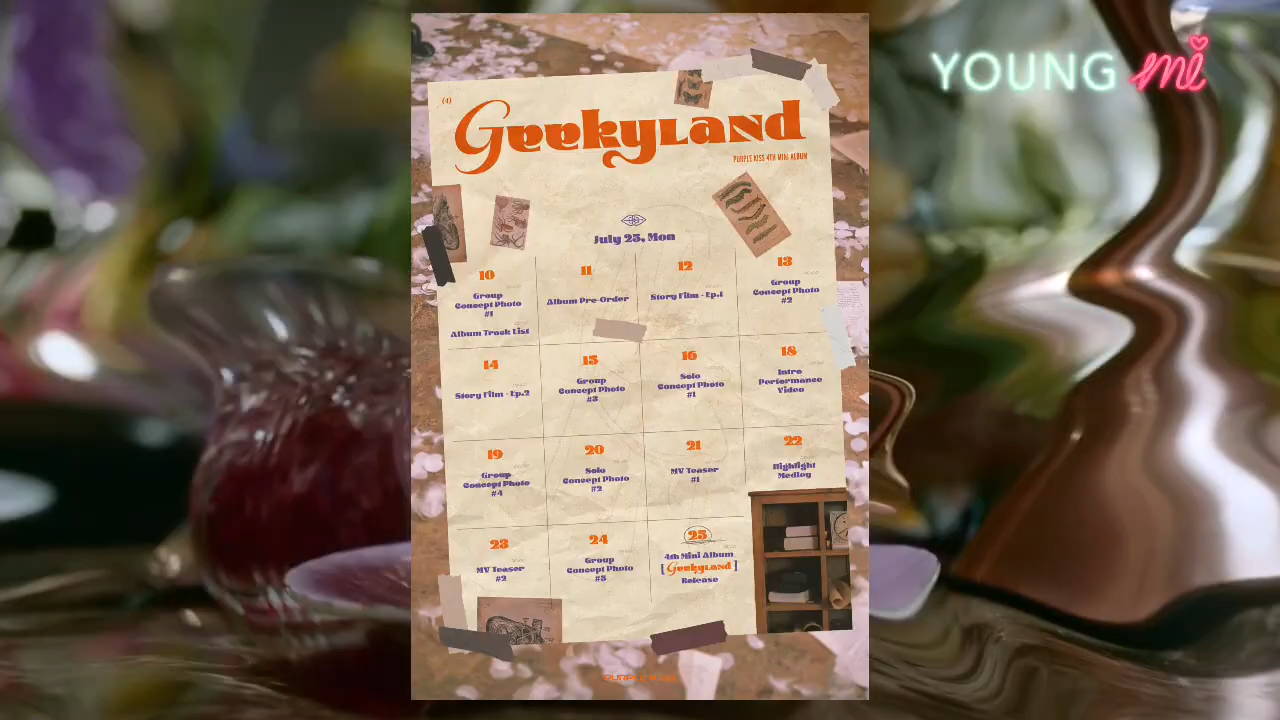 YOUNG mi
(4)
Geekyland
PURPLE KISS 4TH MINI ALBUM
July 25, Mon
10
Group
Concept Photo
#1
Album Track List
11
Album Pre-Order
12
Story Film - Ep.1
13
Group
Concept Photo
#2
14
Story Film - Ep.2
15
Group
Concept Photo
#3
16
Solo
Concept Photo
#1
18
Intro
Performance
Video
19
Group
Concept Photo
#4
20
Solo
Concept Photo
#2
21
MV Teaser
#1
22
Highlight
Medley
23
MV Teaser
#2
24
Group
Concept Photo
#5
25
4th Mini Album
[ Geekyland ]
Release